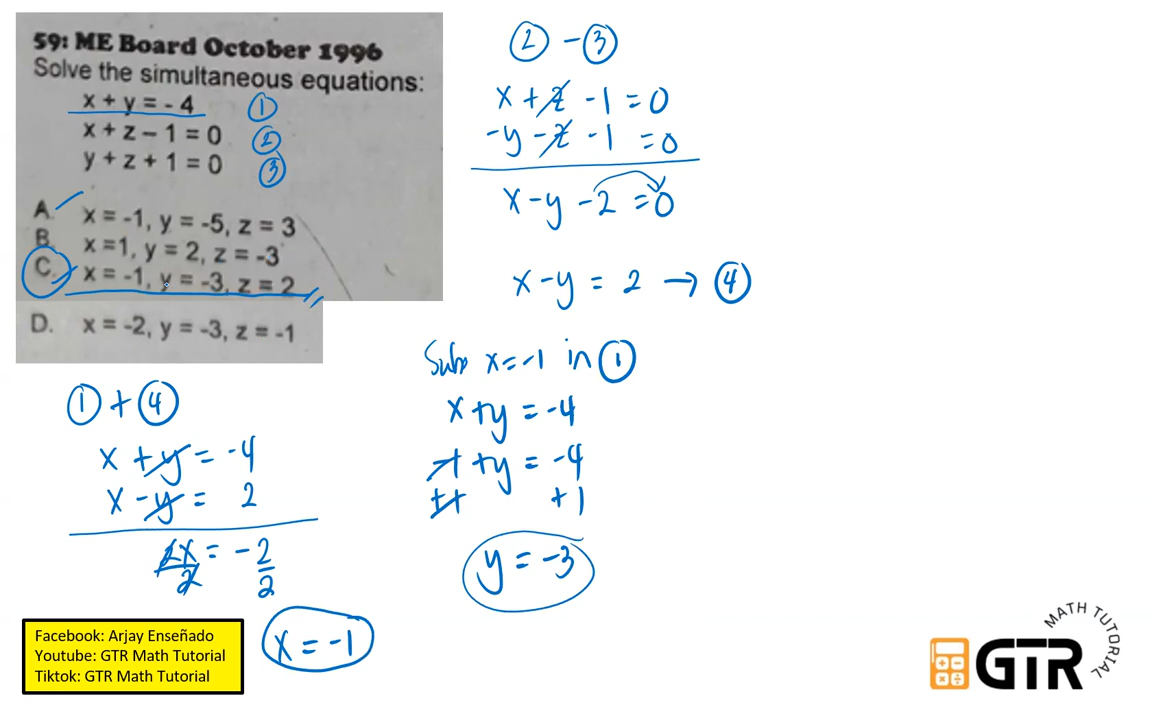 59: ME Board October 1996
Solve the simultaneous equations:
x + y = - 4 ①
x + z - 1 = 0 ②
y + z + 1 = 0 ③
A. x = -1, y = -5, z = 3
B. x =1, y = 2, z = -3
C. x = -1, y = -3, z = 2
D. x = -2, y = -3, z = -1
② - ③
x + z - 1 = 0
-y - z - 1 = 0
x - y - 2 = 0
x - y = 2 → ④
① + ④
x + y = -4
x - y = 2
2x/2 = -2/2
x = -1
Subs x = -1 in ①
x + y = -4
-1 + y = -4
+1 +1
y = -3
Facebook: Arjay Enseñado
Youtube: GTR Math Tutorial
Tiktok: GTR Math Tutorial
MATH TUTORIAL
GTR